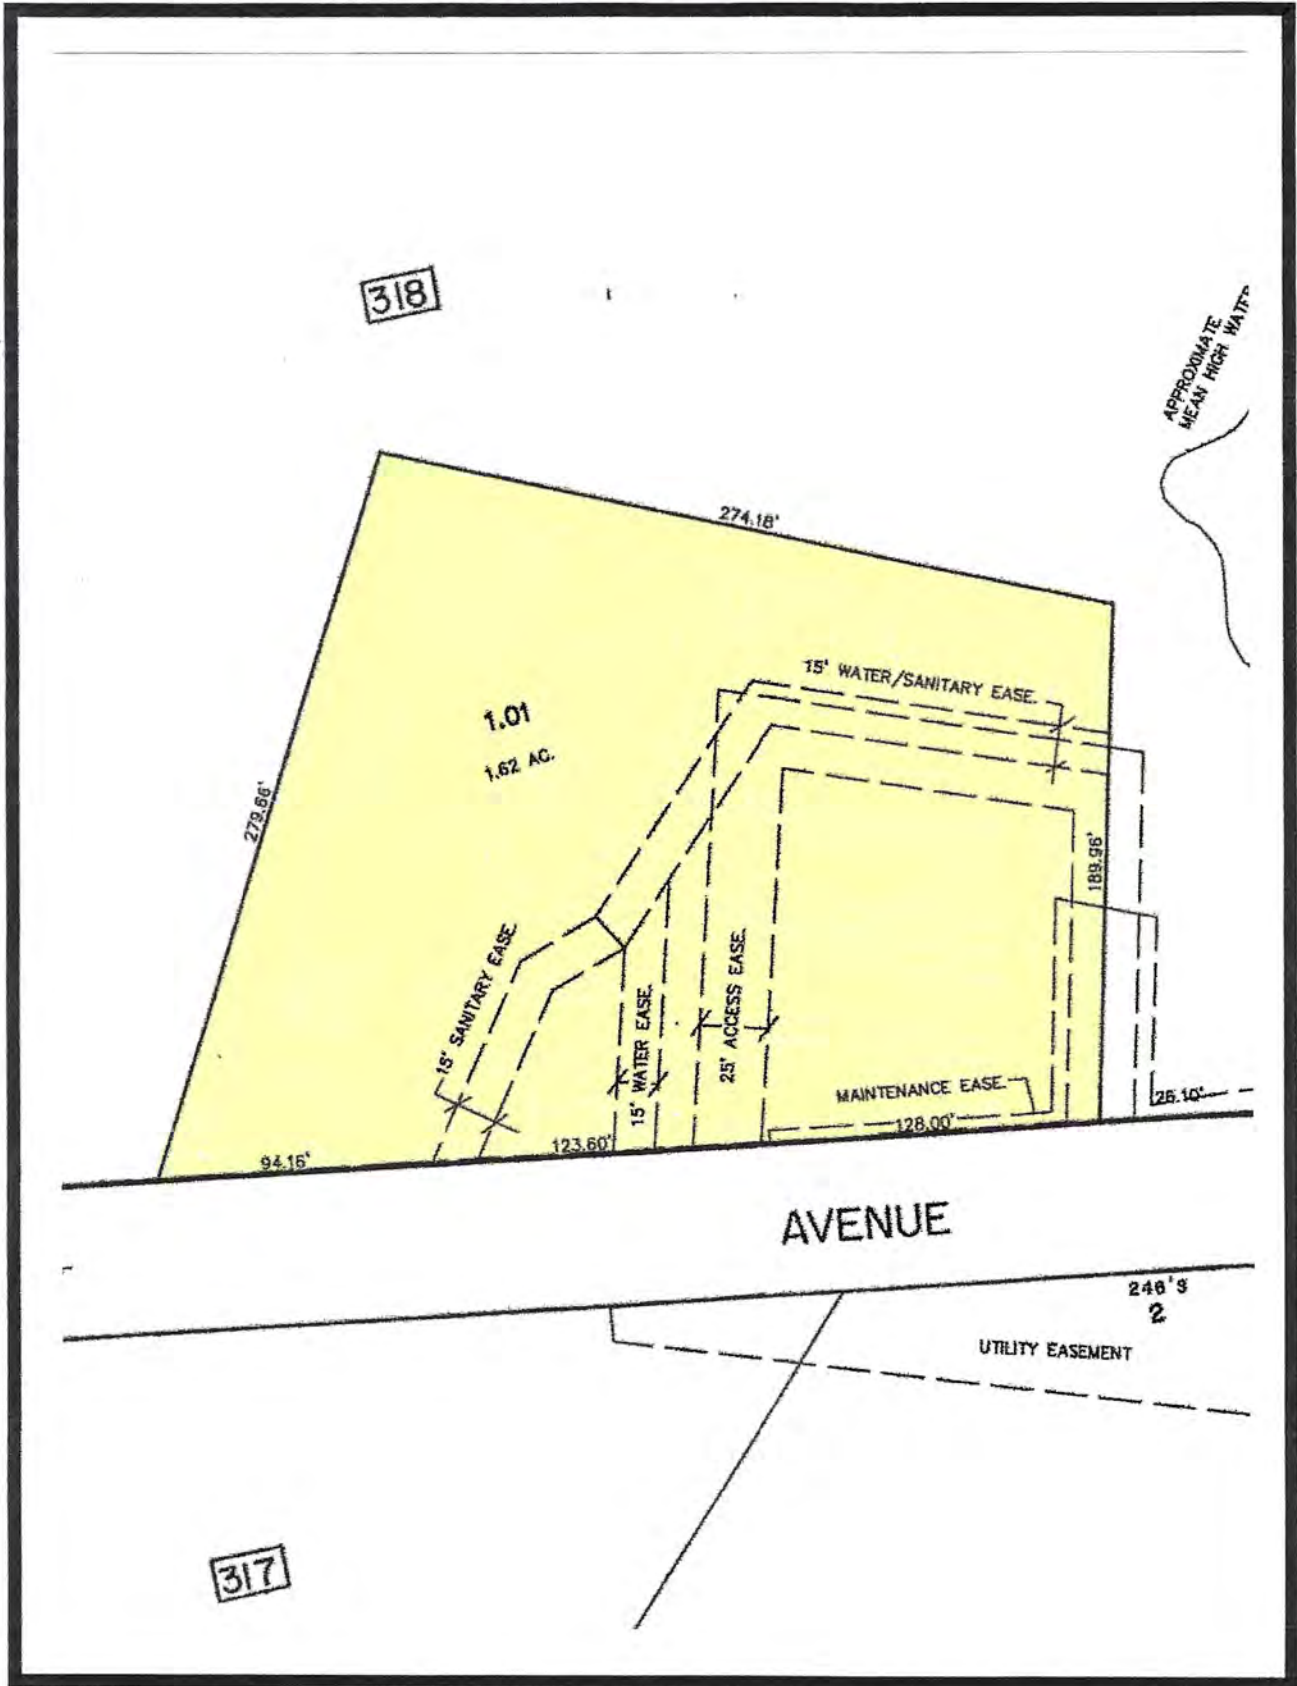 318
APPROXIMATE
MEAN HIGH WATER
274.18'
15' WATER/SANITARY EASE.
1.01
1.62 AC.
279.66'
189.96'
15' SANITARY EASE.
15' WATER EASE.
25' ACCESS EASE.
MAINTENANCE EASE.
26.10'
128.00'
123.60'
94.16'
AVENUE
246'S
2
UTILITY EASEMENT
317